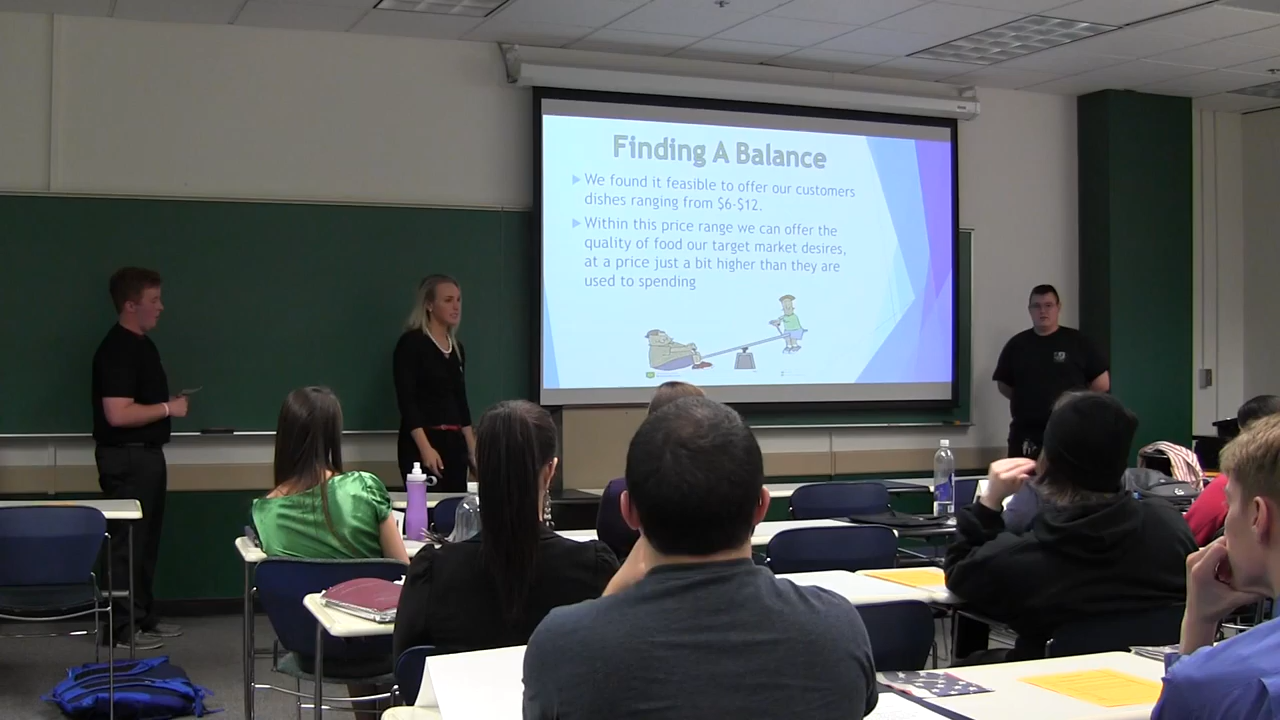 Finding A Balance
We found it feasible to offer our customers
dishes ranging from $6-$12.
Within this price range we can offer the
quality of food our target market desires,
at a price just a bit higher than they are
used to spending